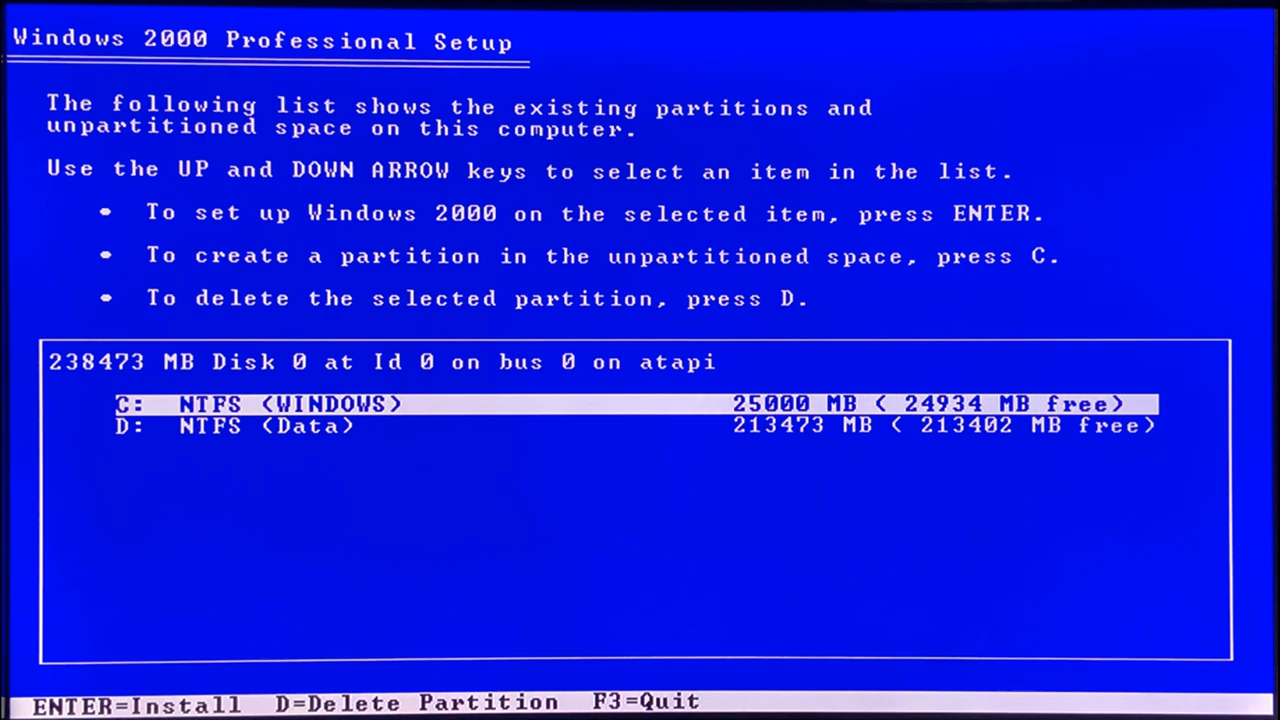 Windows 2000 Professional Setup
The following list shows the existing partitions and
unpartitioned space on this computer.
Use the UP and DOWN ARROW keys to select an item in the list.
• To set up Windows 2000 on the selected item, press ENTER.
• To create a partition in the unpartitioned space, press C.
• To delete the selected partition, press D.
238473 MB Disk 0 at Id 0 on bus 0 on atapi
C: NTFS (WINDOWS) 25000 MB ( 24934 MB free)
D: NTFS (Data) 213473 MB ( 213402 MB free)
ENTER=Install D=Delete Partition F3=Quit